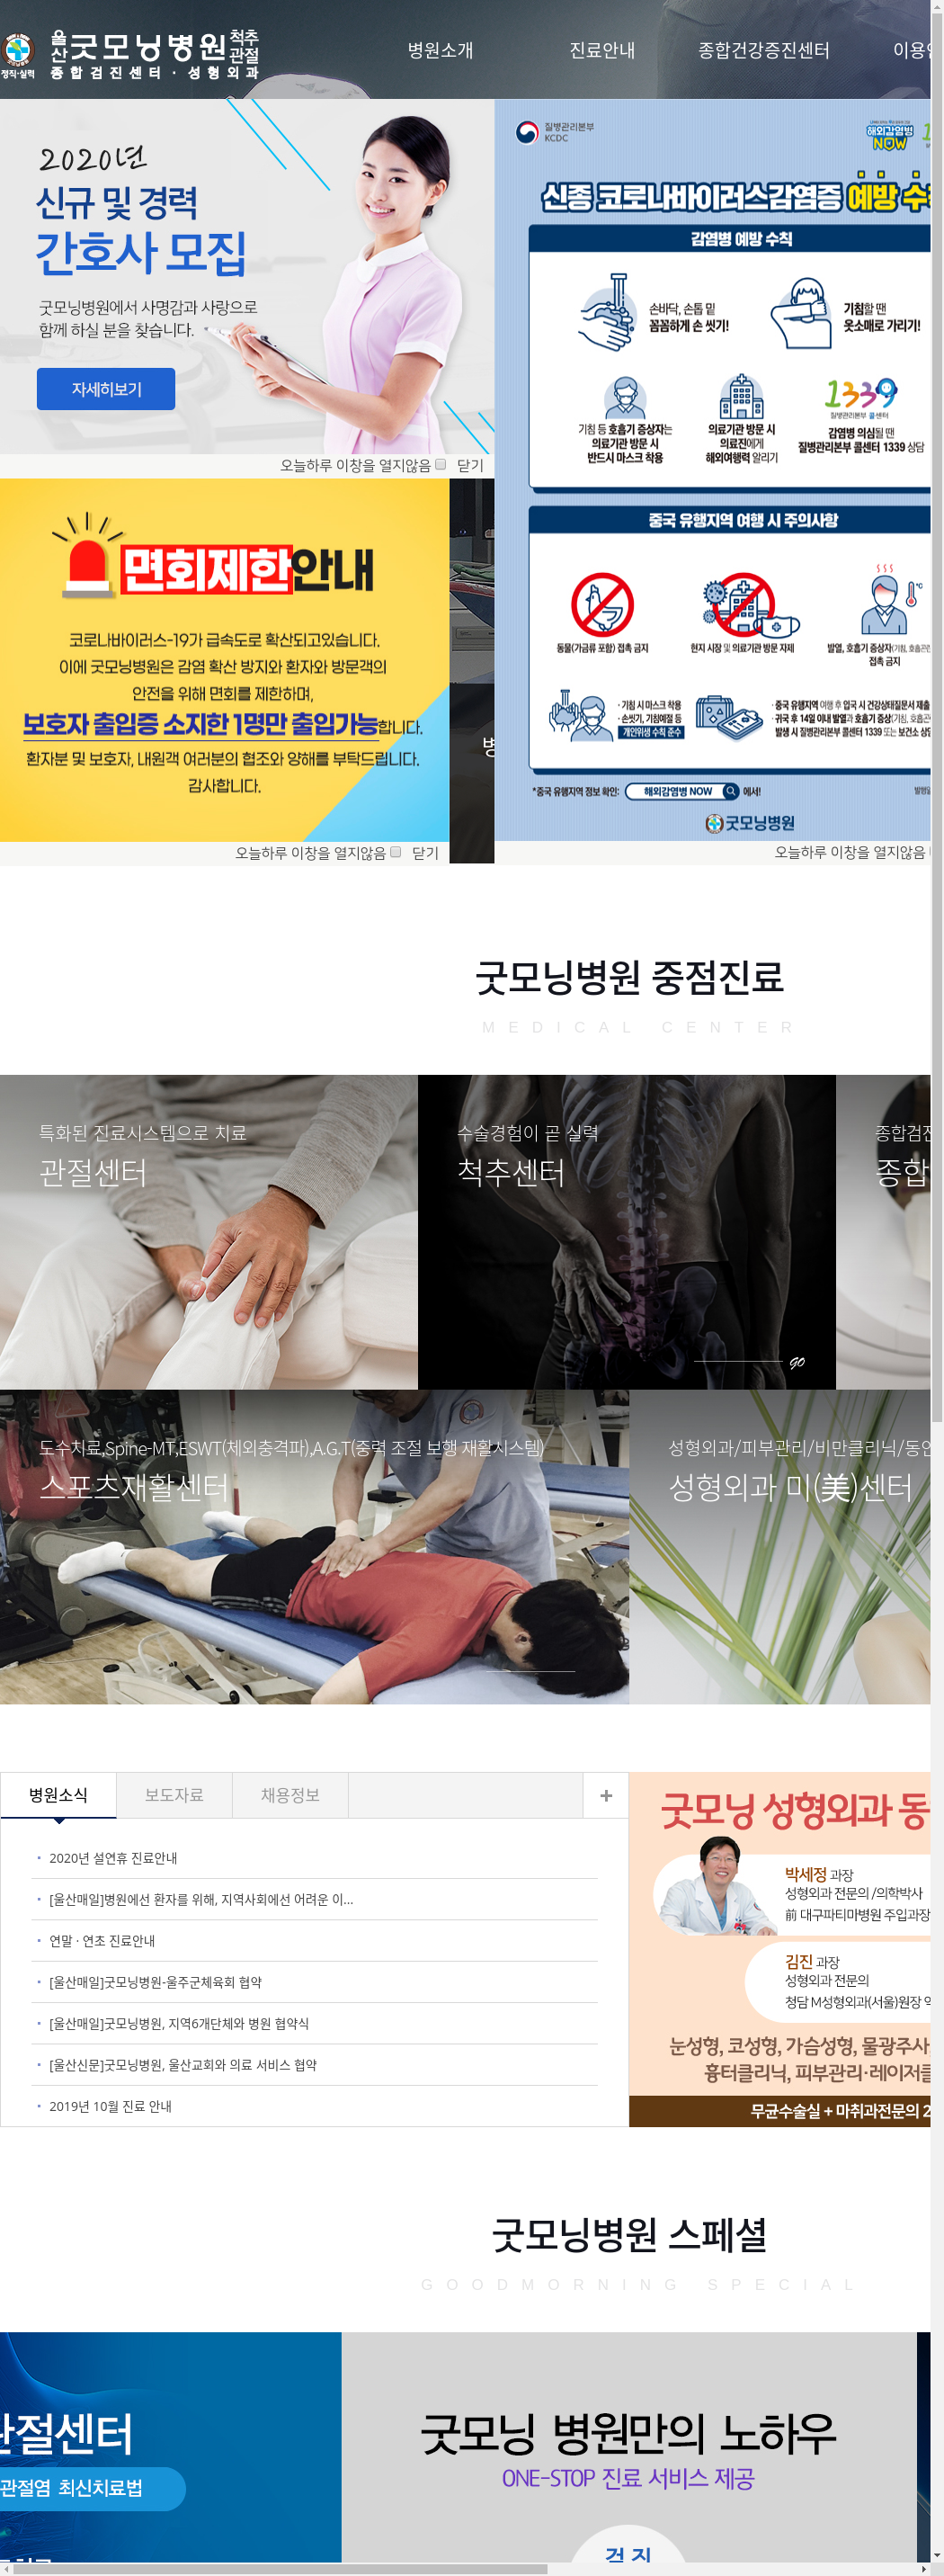 정직·실력
울산 굿모닝병원 척추관절
종합검진센터 · 성형외과
병원소개
진료안내
종합건강증진센터
2020년
신규 및 경력
간호사 모집
굿모닝병원에서 사명감과 사랑으로
함께 하실 분을 찾습니다.
자세히보기
오늘하루 이창을 열지않음 닫기
질병관리본부
KCDC
해외감염병
NOW
신종 코로나바이러스감염증 예방 수칙
감염병 예방 수칙
손바닥, 손톱 밑
꼼꼼하게 손 씻기!
기침할 땐
옷소매로 가리기!
기침 등 호흡기 증상자는
의료기관 방문 시
반드시 마스크 착용
의료기관 방문 시
의료진에게
해외여행력 알리기
1339
질병관리본부 콜센터
감염병 의심될 땐
질병관리본부 콜센터 1339 상담
중국 유행지역 여행 시 주의사항
동물(가금류 포함) 접촉 금지
현지 시장 및 의료기관 방문 자제
발열, 호흡기 증상자
접촉 금지
· 기침 시 마스크 착용
· 손씻기, 기침예절 등
개인위생 수칙 준수
· 중국 유행지역 여행 후 입국 시 건강상태질문서 제출
· 귀국 후 14일 이내 발열과 호흡기 증상
발생 시 질병관리본부 콜센터 1339 또는 보건소
*중국 유행지역 정보 확인: 해외감염병 NOW 에서!
굿모닝병원
오늘하루 이창을 열지않음
면회제한안내
코로나바이러스-19가 급속도로 확산되고있습니다.
이에 굿모닝병원은 감염 확산 방지와 환자와 방문객의
안전을 위해 면회를 제한하며,
보호자 출입증 소지한 1명만 출입가능합니다.
환자분 및 보호자, 내원객 여러분의 협조와 양해를 부탁드립니다.
감사합니다.
오늘하루 이창을 열지않음 닫기
굿모닝병원 중점진료
MEDICAL CENTER
특화된 진료시스템으로 치료
관절센터
수술경험이 곧 실력
척추센터
GO
종합
도수치료,Spine-MT,ESWT(체외충격파),A.G.T(중력 조절 보행 재활시스템)
스포츠재활센터
성형외과/피부관리/비만클리닉/동안
성형외과 미(美)센터
병원소식
보도자료
채용정보
+
2020년 설연휴 진료안내
[울산매일]병원에선 환자를 위해, 지역사회에선 어려운 이...
연말 · 연초 진료안내
[울산매일]굿모닝병원-울주군체육회 협약
[울산매일]굿모닝병원, 지역6개단체와 병원 협약식
[울산신문]굿모닝병원, 울산교회와 의료 서비스 협약
2019년 10월 진료 안내
굿모닝 성형외과
박세정 과장
성형외과 전문의 /의학박사
前 대구파티마병원 주임과장
김진 과장
성형외과 전문의
청담 M성형외과(서울)원장
눈성형, 코성형, 가슴성형, 물광주사
흉터클리닉, 피부관리·레이저
무균수술실 + 마취과전문의 2
굿모닝병원 스페셜
GOODMORNING SPECIAL
관절센터
관절염 최신치료법
굿모닝 병원만의 노하우
ONE-STOP 진료 서비스 제공
검진